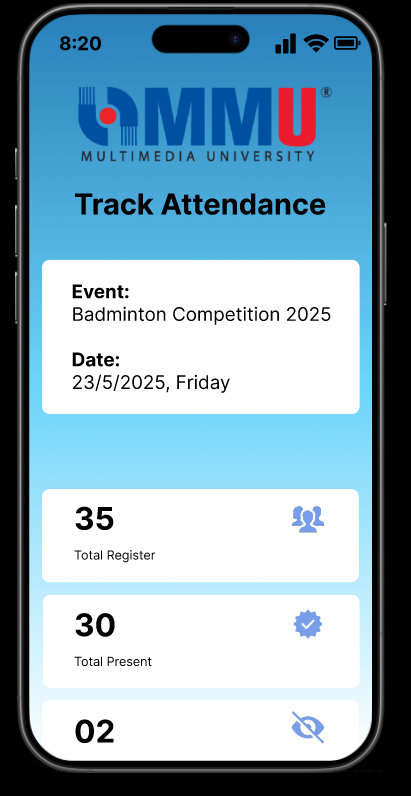 8:20
MMU®
MULTIMEDIA UNIVERSITY
Track Attendance
Event:
Badminton Competition 2025
Date:
23/5/2025, Friday
35
Total Register
30
Total Present
02